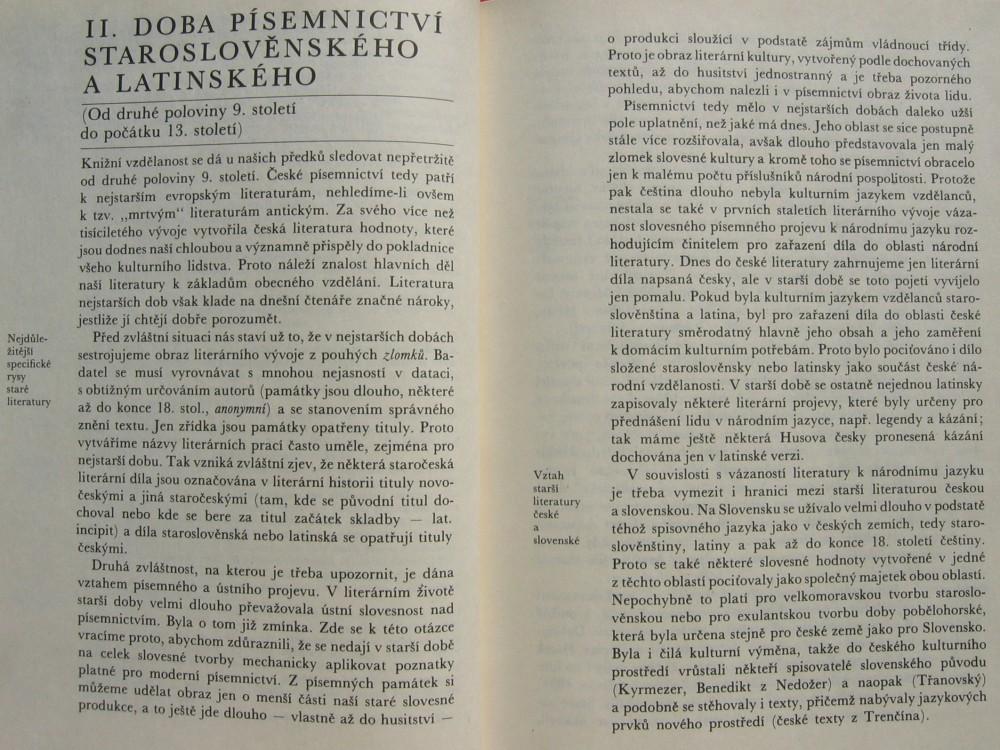 II. DOBA PÍSEMNICTVÍ
STAROSLOVĚNSKÉHO
A LATINSKÉHO
(Od druhé poloviny 9. století
do počátku 13. století)
Knižní vzdělanost se dá u našich předků sledovat nepřetržitě
od druhé poloviny 9. století. České písemnictví tedy patří
k nejstarším evropským literaturám, nehledíme-li ovšem
k tzv. „mrtvým“ literaturám antickým. Za svého více než
tisíciletého vývoje vytvořila česká literatura hodnoty, které
jsou dodnes naší chloubou a významně přispěly do pokladnice
všeho kulturního lidstva. Proto náleží znalost hlavních děl
naší literatury k základům obecného vzdělání. Literatura
nejstarších dob však klade na dnešní čtenáře značné nároky,
jestliže jí chtějí dobře porozumět.
Nejdůle-
žitější
specifické
rysy
staré
literatury
Před zvláštní situaci nás staví už to, že v nejstarších dobách
sestrojujeme obraz literárního vývoje z pouhých zlomků. Ba-
datel se musí vyrovnávat s mnohou nejasností v dataci,
s obtížným určováním autorů (památky jsou dlouho, některé
až do konce 18. stol., anonymní) a se stanovením správného
znění textu. Jen zřídka jsou památky opatřeny tituly. Proto
vytváříme názvy literárních prací často uměle, zejména pro
nejstarší dobu. Tak vzniká zvláštní zjev, že některá staročeská
literární díla jsou označována v literární historii tituly novo-
českými a jiná staročeskými (tam, kde se původní titul do-
choval nebo kde se bere za titul začátek skladby — lat.
incipit) a díla staroslověnská nebo latinská se opatřují tituly
českými.
Druhá zvláštnost, na kterou je třeba upozornit, je dána
vztahem písemného a ústního projevu. V literárním životě
starší doby velmi dlouho převažovala ústní slovesnost nad
písemnictvím. Byla o tom již zmínka. Zde se k této otázce
vracíme proto, abychom zdůraznili, že se nedají v starší době
na celek slovesné tvorby mechanicky aplikovat poznatky
platné pro moderní písemnictví. Z písemných památek si
můžeme udělat obraz jen o menší části naší staré slovesné
produkce, a to ještě jde dlouho — vlastně až do husitství —
o produkci sloužící v podstatě zájmům vládnoucí třídy.
Proto je obraz literární kultury, vytvořený podle dochovaných
textů, až do husitství jednostranný a je třeba pozorného
pohledu, abychom nalezli i v písemnictví obraz života lidu.
Písemnictví tedy mělo v nejstarších dobách daleko užší
pole uplatnění, než jaké má dnes. Jeho oblast se sice postupně
stále více rozšiřovala, avšak dlouho představovala jen malý
zlomek slovesné kultury a kromě toho se písemnictví obracelo
jen k malému počtu příslušníků národní pospolitosti. Protože
pak čeština dlouho nebyla kulturním jazykem vzdělanců,
nestala se také v prvních staletích literárního vývoje váza-
nost slovesného písemného projevu k národnímu jazyku roz-
hodujícím činitelem pro zařazení díla do oblasti národní
literatury. Dnes do české literatury zahrnujeme jen literární
díla napsaná česky, ale v starší době se toto pojetí vyvíjelo
jen pomalu. Pokud byla kulturním jazykem vzdělanců staro-
slověnština a latina, byl pro zařazení díla do oblasti české
literatury směrodatný hlavně jeho obsah a jeho zaměření
k domácím kulturním potřebám. Proto bylo pociťováno i dílo
složené staroslověnsky nebo latinsky jako součást české ná-
rodní vzdělanosti. V starší době se ostatně nejednou latinsky
zapisovaly některé literární projevy, které byly určeny pro
přednášení lidu v národním jazyce, např. legendy a kázání;
tak máme ještě některá Husova česky pronesená kázání
dochována jen v latinské verzi.
Vztah
starší
literatury
české
a
slovenské
V souvislosti s vázaností literatury k národnímu jazyku
je třeba vymezit i hranici mezi starší literaturou českou
a slovenskou. Na Slovensku se užívalo velmi dlouho v podstatě
téhož spisovného jazyka jako v českých zemích, tedy staro-
slověnštiny, latiny a pak až do konce 18. století češtiny.
Proto se také některé slovesné hodnoty vytvořené v jedné
z těchto oblastí pociťovaly jako společný majetek obou oblastí.
Nepochybně to platí pro velkomoravskou tvorbu staroslo-
věnskou nebo pro exulantskou tvorbu doby pobělohorské,
která byla určena stejně pro české země jako pro Slovensko.
Byla i čilá kulturní výměna, takže do českého kulturního
prostředí vrůstali někteří spisovatelé slovenského původu
(Kyrmezer, Benedikt z Nedožer) a naopak (Třanovský)
a podobně se stěhovaly i texty, přičemž nabývaly jazykových
prvků nového prostředí (české texty z Trenčína).